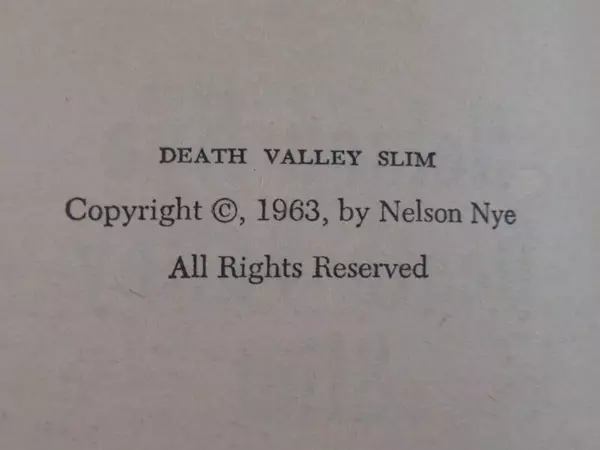 DEATH VALLEY SLIM
Copyright ©, 1963, by Nelson Nye
All Rights Reserved